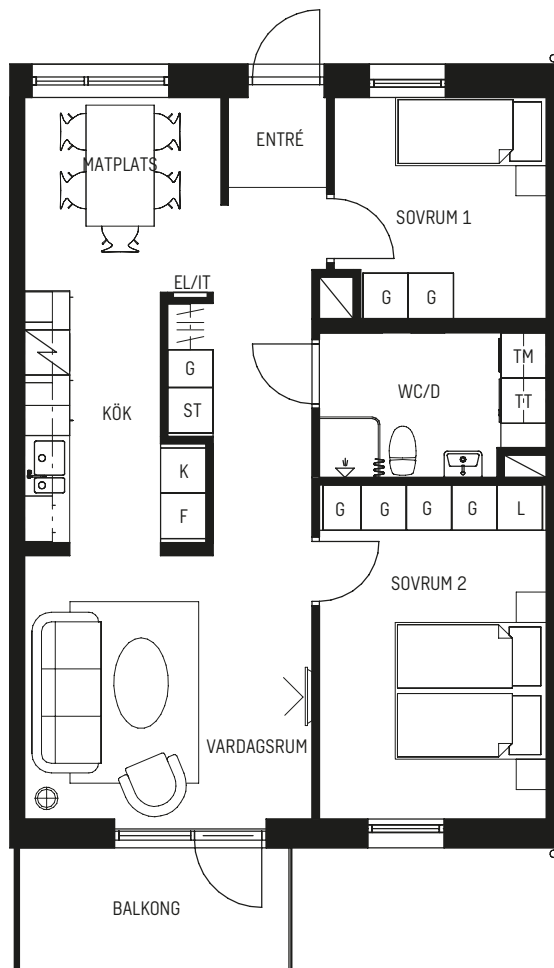 ENTRÉ
MATPLATS
SOVRUM 1
EL/IT
G G
G
ST
TM
TT
WC/D
KÖK
K
F
G G G G L
SOVRUM 2
VARDAGSRUM
BALKONG